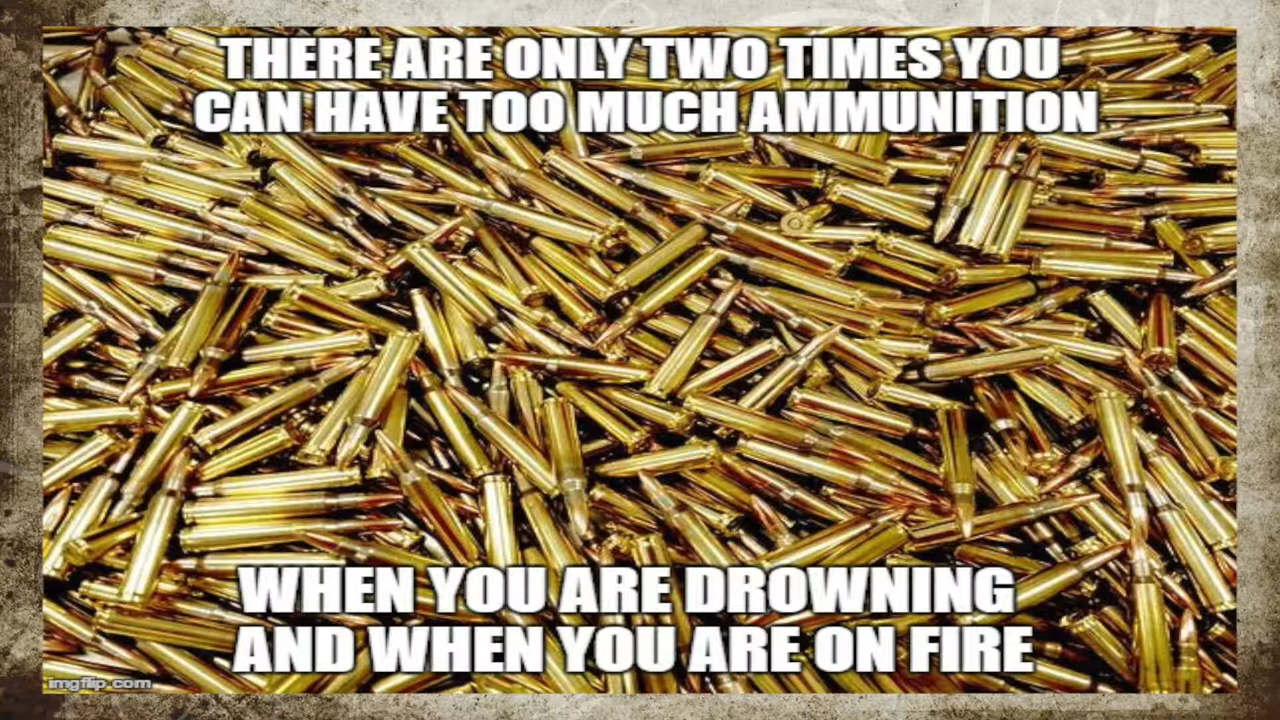 THERE ARE ONLY TWO TIMES YOU
CAN HAVE TOO MUCH AMMUNITION
WHEN YOU ARE DROWNING
AND WHEN YOU ARE ON FIRE
imgflip.com